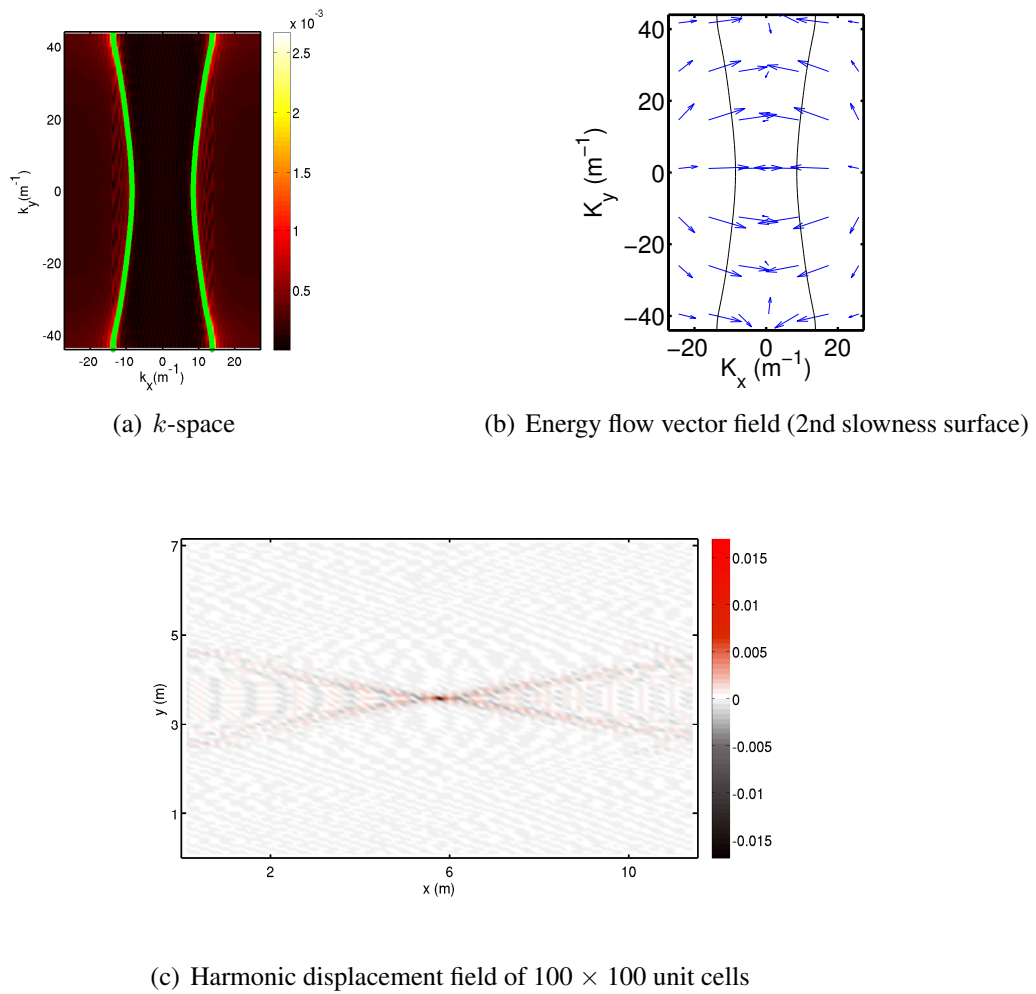 x 10⁻³
2.5
2
1.5
1
0.5
40
20
0
-20
-40
k_y(m⁻¹)
-20 -10 0 10 20
k_x(m⁻¹)
(a) k-space
40
20
0
−20
−40
K_y (m⁻¹)
−20 0 20
K_x (m⁻¹)
(b) Energy flow vector field (2nd slowness surface)
7
5
3
1
y (m)
2 6 10
x (m)
0.015
0.01
0.005
0
-0.005
-0.01
-0.015
(c) Harmonic displacement field of 100 × 100 unit cells